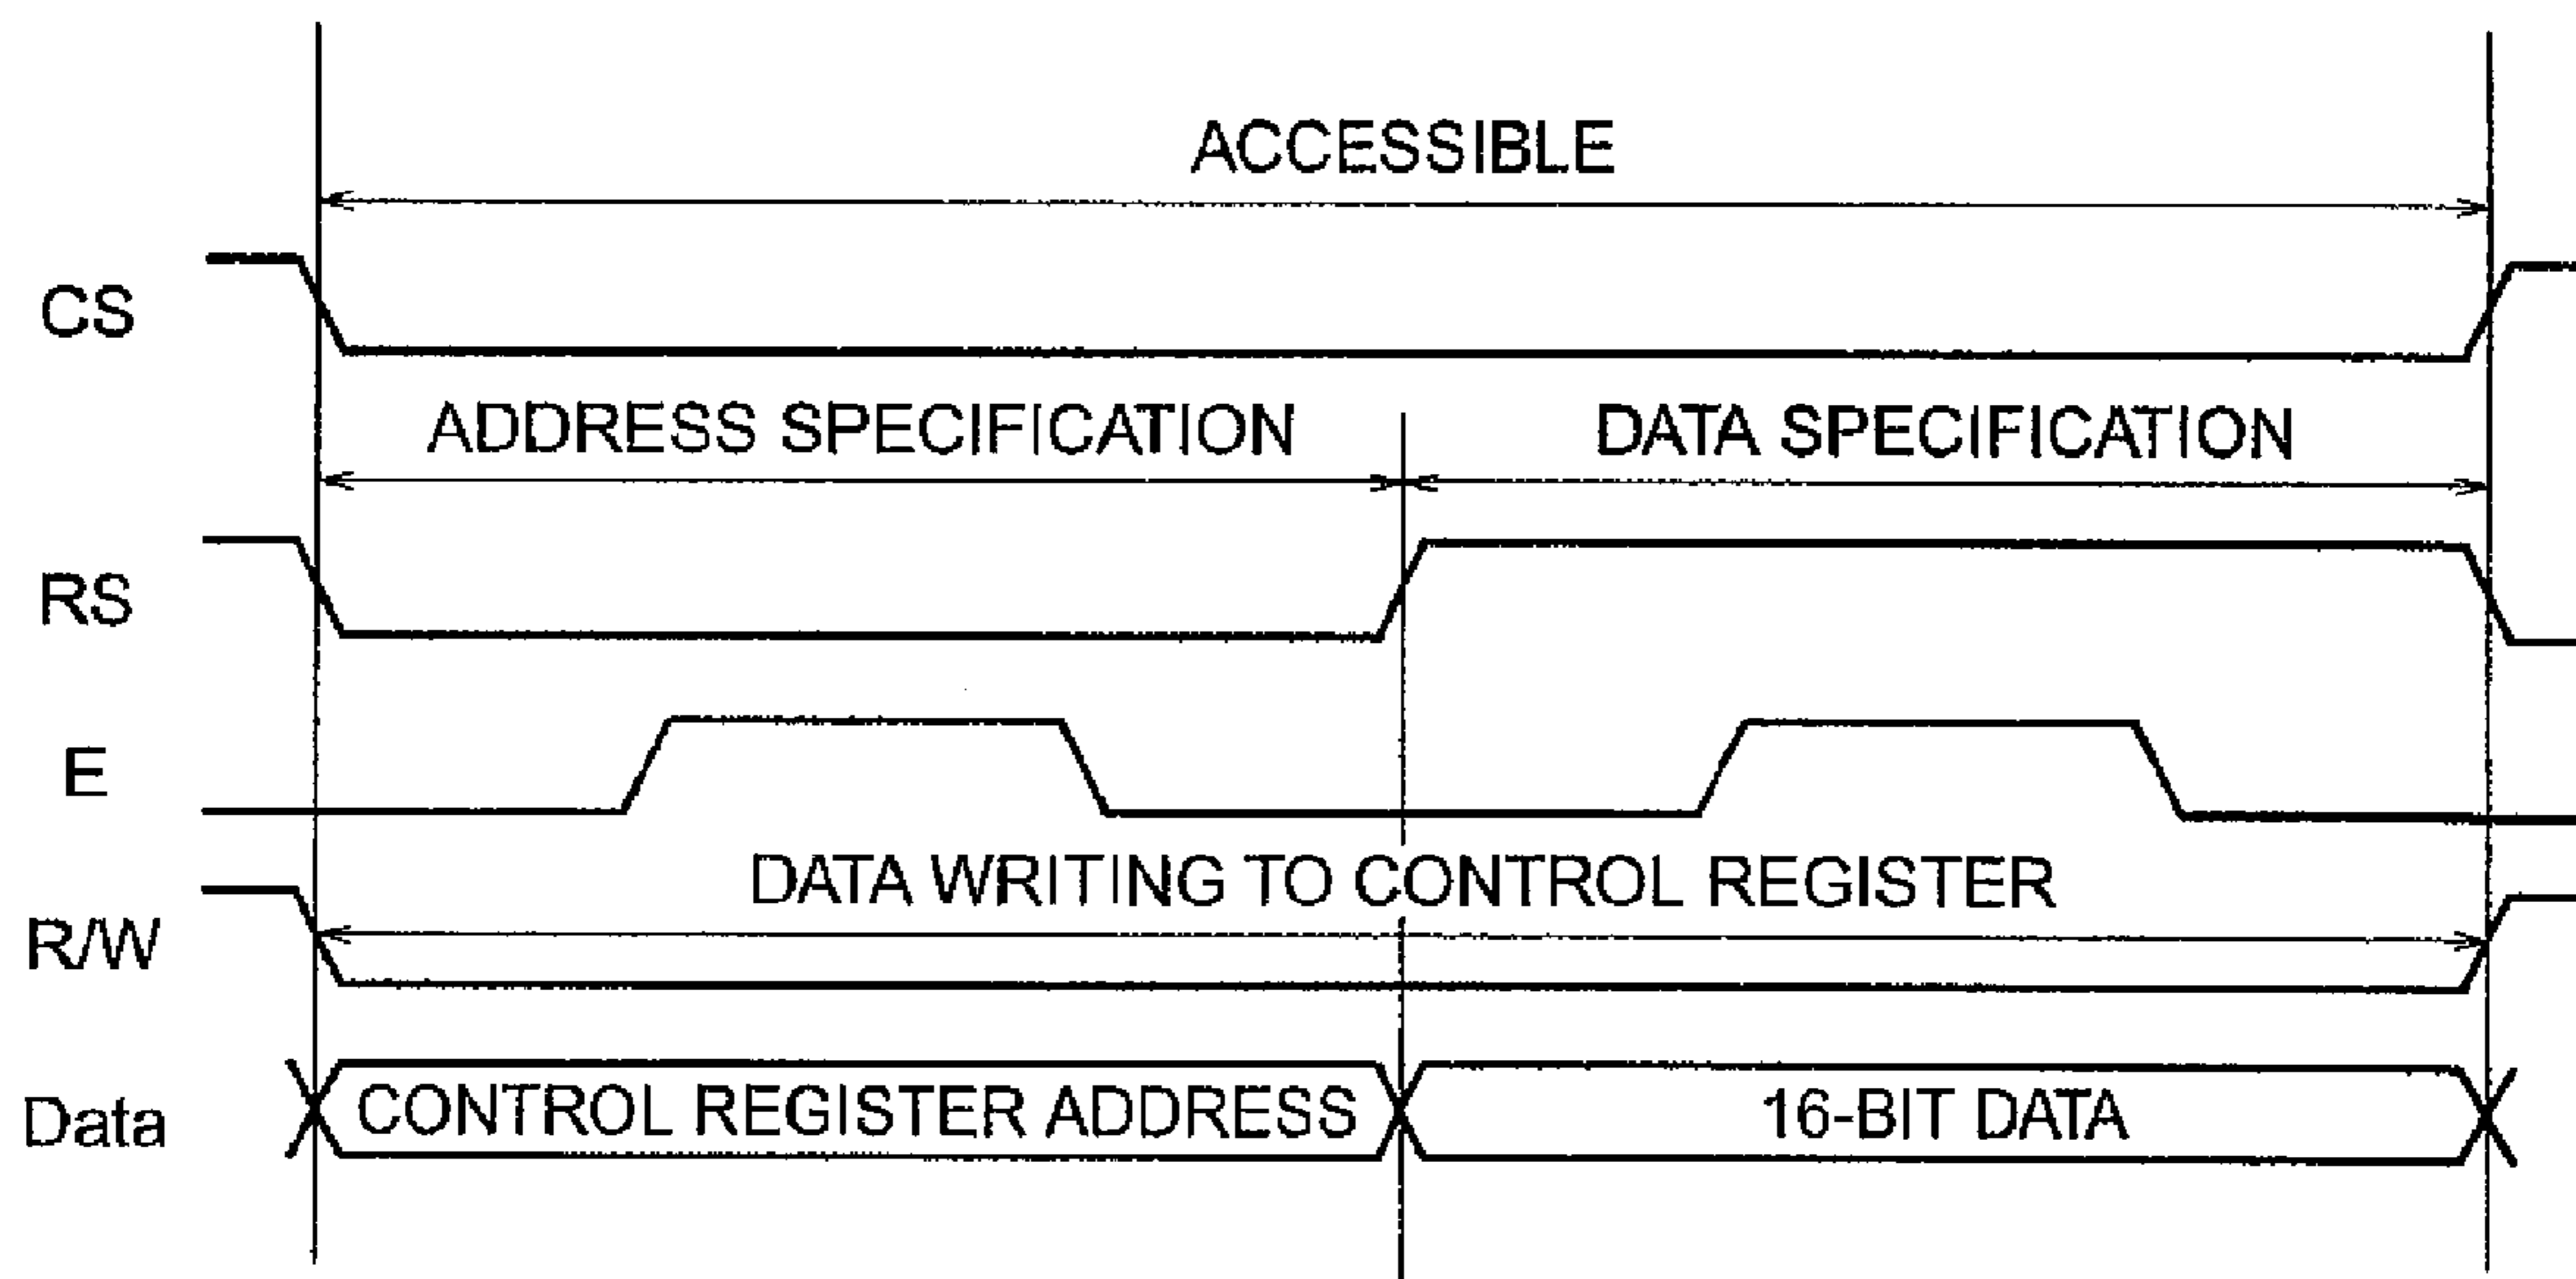 ACCESSIBLE
CS
ADDRESS SPECIFICATION DATA SPECIFICATION
RS
E
DATA WRITING TO CONTROL REGISTER
R/W
Data CONTROL REGISTER ADDRESS 16-BIT DATA